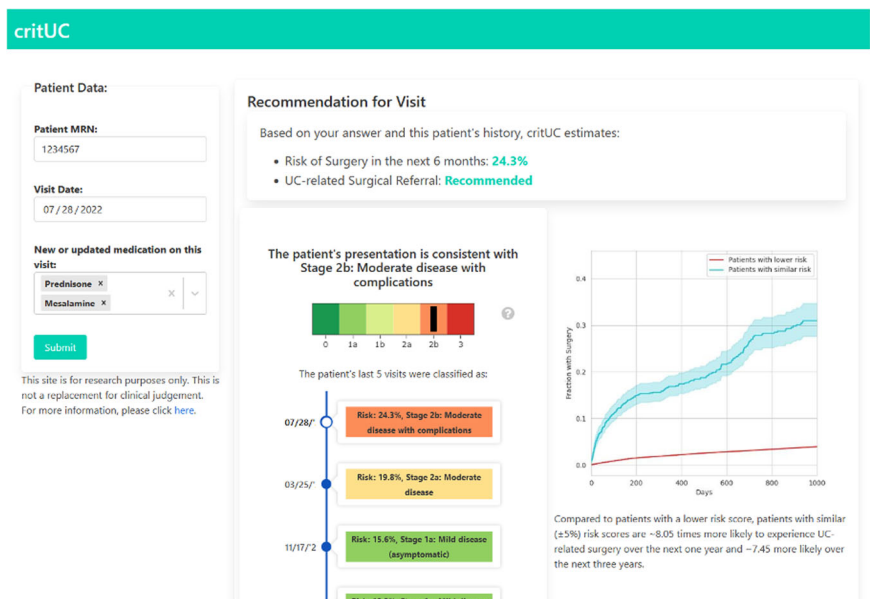 critUC
Patient Data:
Patient MRN:
1234567
Visit Date:
07/28/2022
New or updated medication on this
visit:
Prednisone ×
Mesalamine ×
Submit
This site is for research purposes only. This is
not a replacement for clinical judgement.
For more information, please click here.
Recommendation for Visit
Based on your answer and this patient's history, critUC estimates:
• Risk of Surgery in the next 6 months: 24.3%
• UC-related Surgical Referral: Recommended
The patient's presentation is consistent with
Stage 2b: Moderate disease with
complications
0 1a 1b 2a 2b 3
?
The patient's last 5 visits were classified as:
07/28/'
Risk: 24.3%, Stage 2b: Moderate
disease with complications
03/25/'
Risk: 19.8%, Stage 2a: Moderate
disease
11/17/'2
Risk: 15.6%, Stage 1a: Mild disease
(asymptomatic)
Patients with lower risk
Patients with similar risk
Fraction with Surgery
0.4
0.3
0.2
0.1
0.0
0 200 400 600 800 1000
Days
Compared to patients with a lower risk score, patients with similar
(±5%) risk scores are ~8.05 times more likely to experience UC-
related surgery over the next one year and ~7.45 more likely over
the next three years.